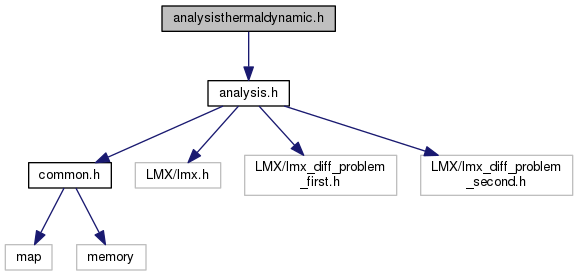 analysisthermaldynamic.h
analysis.h
common.h
LMX/lmx.h
LMX/lmx_diff_problem
_first.h
LMX/lmx_diff_problem
_second.h
map
memory